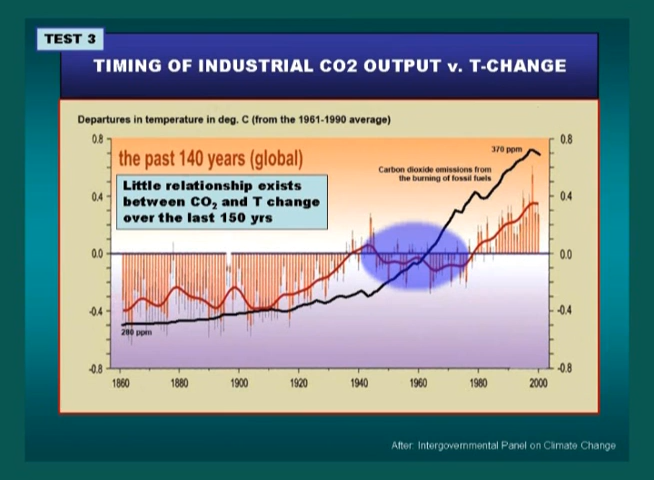 TEST 3
TIMING OF INDUSTRIAL CO2 OUTPUT v. T-CHANGE
Departures in temperature in deg. C (from the 1961-1990 average)
0.8
0.8
370 ppm
the past 140 years (global)
Carbon dioxide emissions from
the burning of fossil fuels
Little relationship exists
between CO₂ and T change
over the last 150 yrs
0.4
0.4
0.0
0.0
-0.4
-0.4
280 ppm
-0.8
-0.8
1860 1880 1900 1920 1940 1960 1980 2000
After: Intergovernmental Panel on Climate Change